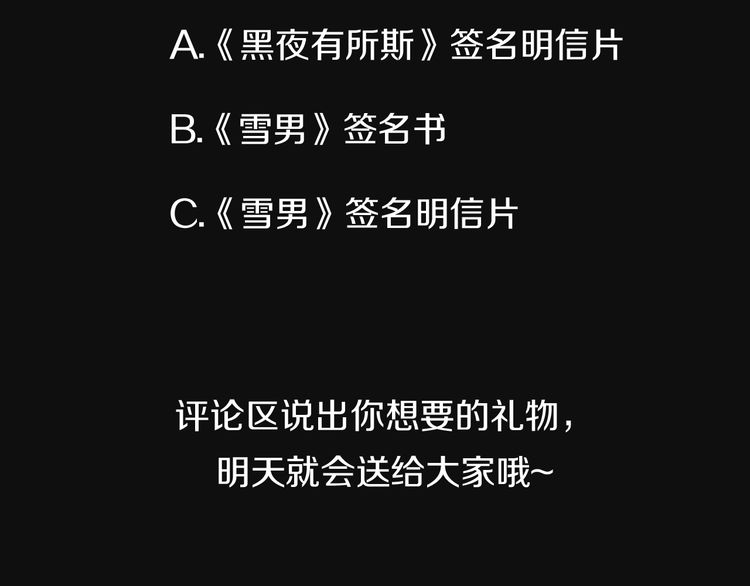 A.《黑夜有所斯》签名明信片
B.《雪男》签名书
C.《雪男》签名明信片
评论区说出你想要的礼物，
明天就会送给大家哦~